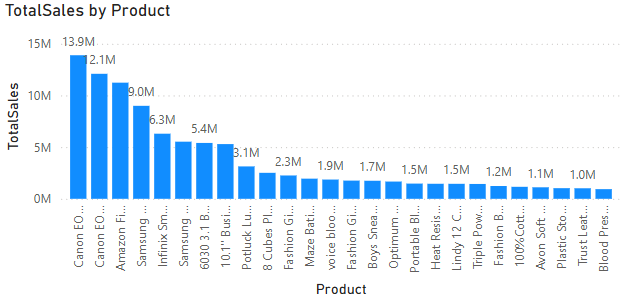 TotalSales by Product
TotalSales
15M
10M
5M
0M
13.9M
12.1M
9.0M
6.3M
5.4M
3.1M
2.3M
1.9M
1.7M
1.5M
1.5M
1.2M
1.1M
1.0M
Canon EO...
Canon EO...
Amazon Fi...
Samsung ...
Infinix Sm...
Samsung ...
6030 3.1 B...
10.1" Busi...
Potluck Lu...
8 Cubes Pl...
Fashion Gi...
Maze Bati...
voice bloo...
Fashion Gi...
Boys Snea...
Optimum ...
Portable Bl...
Heat Resis...
Lindy 12 C...
Triple Pow...
Fashion B...
100%Cott...
Avon Soft ...
Plastic Sto...
Trust Leat...
Blood Pres...
Product